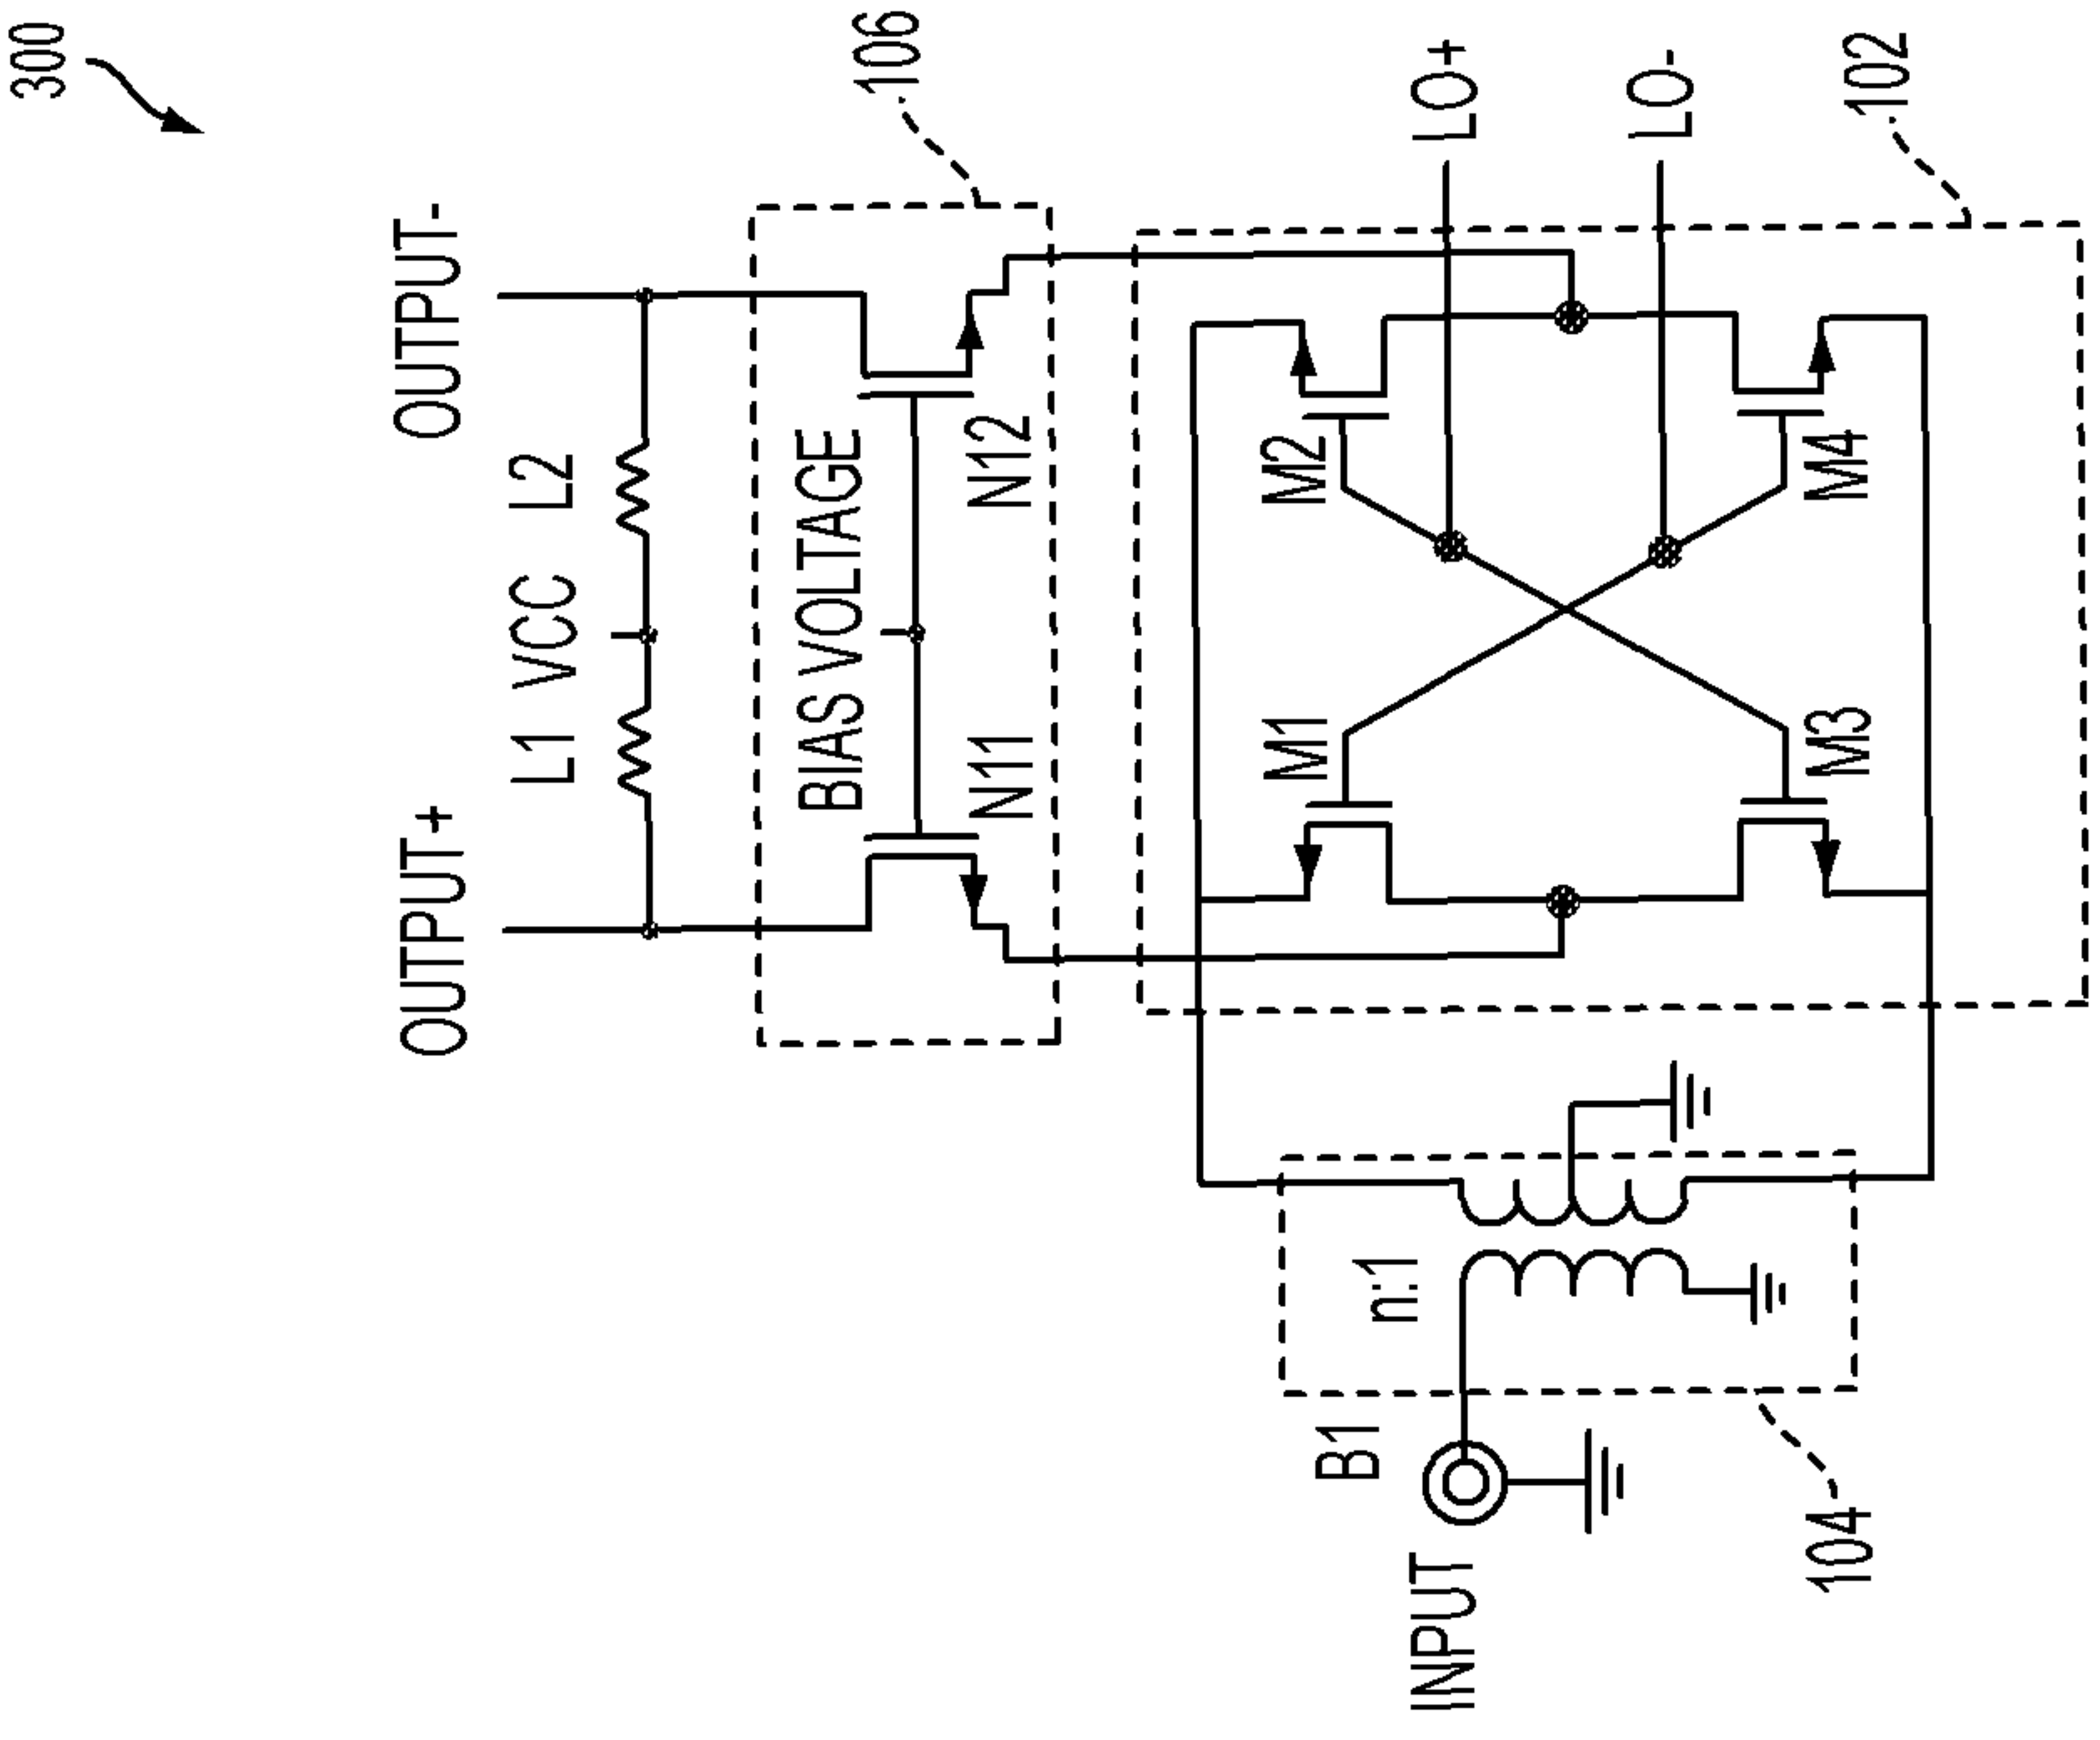 300
OUTPUT+
OUTPUT-
L1
VCC
L2
BIAS VOLTAGE
106
N11
N12
M1
M2
LO+
LO-
M3
M4
102
INPUT
B1
n:1
104